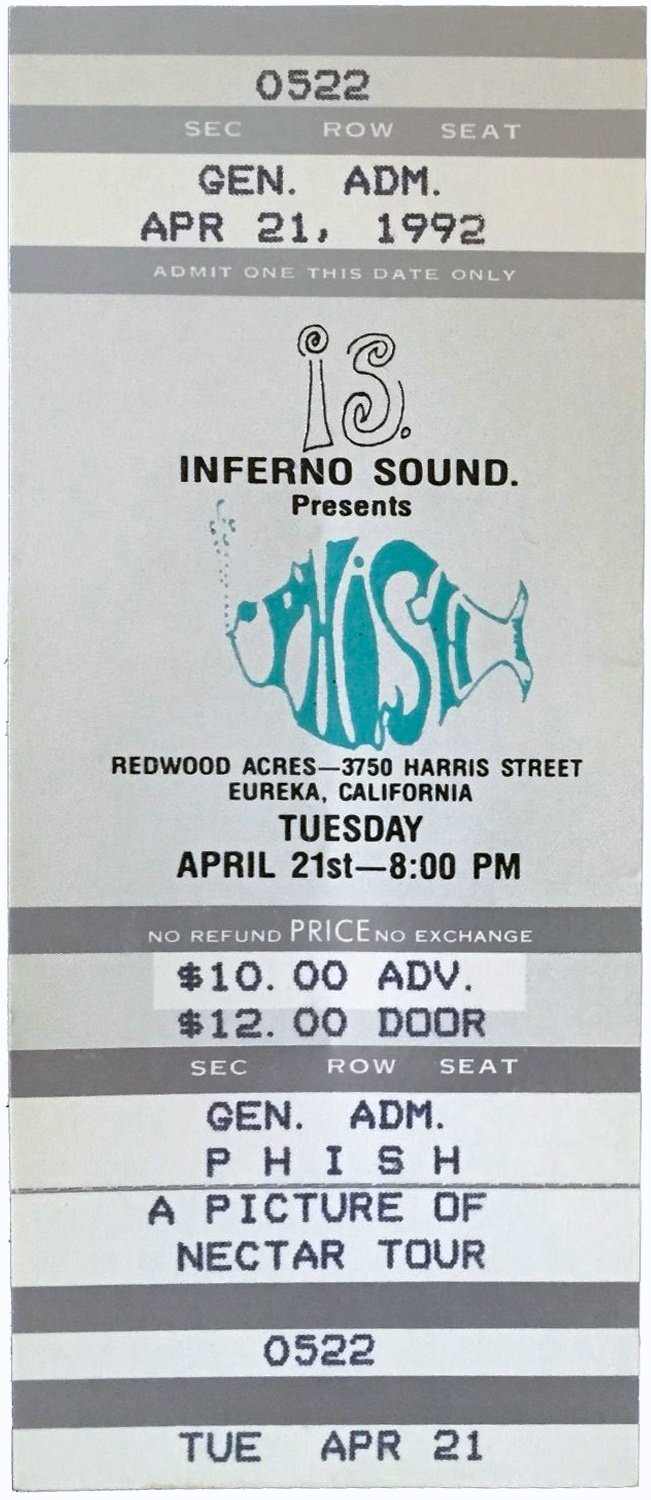 0522
SEC ROW SEAT
GEN. ADM.
APR 21, 1992
ADMIT ONE THIS DATE ONLY
is.
INFERNO SOUND.
Presents
PHiSH
REDWOOD ACRES—3750 HARRIS STREET
EUREKA, CALIFORNIA
TUESDAY
APRIL 21st—8:00 PM
NO REFUND PRICE NO EXCHANGE
$10.00 ADV.
$12.00 DOOR
SEC ROW SEAT
GEN. ADM.
P H I S H
A PICTURE OF
NECTAR TOUR
0522
TUE APR 21